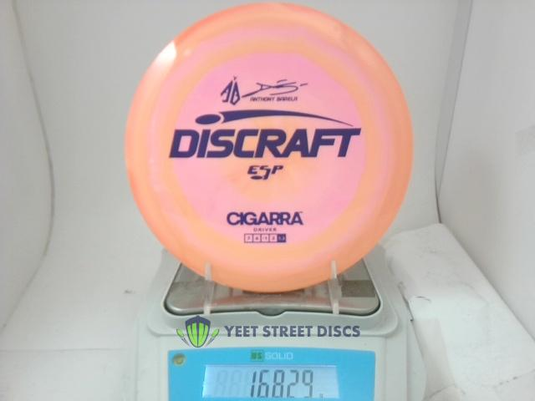 ANTHONY BARELA
DISCRAFT
ESP
CIGARRA
DRIVER
YEET STREET DISCS
SOLID
168.29